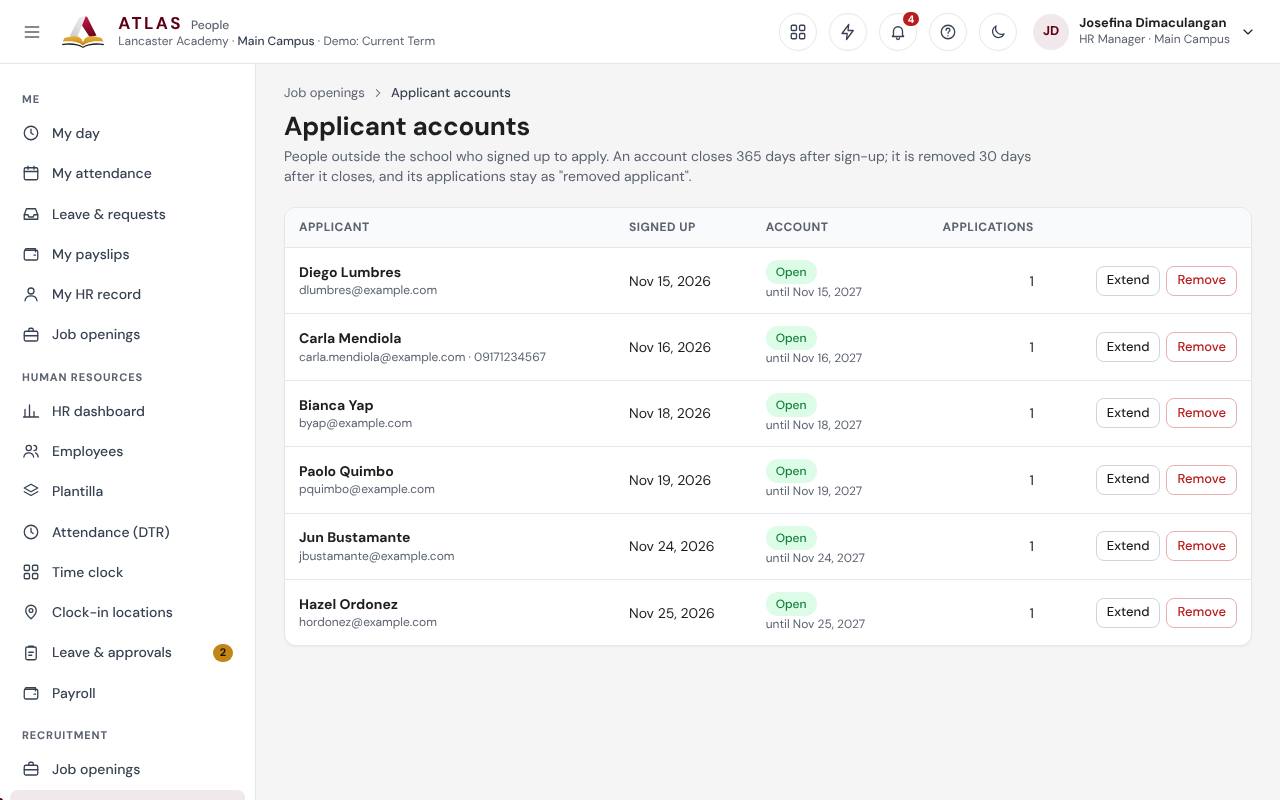 ATLAS People
Lancaster Academy · Main Campus · Demo: Current Term
4
JD
Josefina Dimaculangan
HR Manager · Main Campus
ME
My day
My attendance
Leave & requests
My payslips
My HR record
Job openings
HUMAN RESOURCES
HR dashboard
Employees
Plantilla
Attendance (DTR)
Time clock
Clock-in locations
Leave & approvals 2
Payroll
RECRUITMENT
Job openings
Job openings > Applicant accounts
Applicant accounts
People outside the school who signed up to apply. An account closes 365 days after sign-up; it is removed 30 days
after it closes, and its applications stay as "removed applicant".
APPLICANT SIGNED UP ACCOUNT APPLICATIONS
Diego Lumbres
dlumbres@example.com
Nov 15, 2026
Open
until Nov 15, 2027
1
Extend Remove
Carla Mendiola
carla.mendiola@example.com · 09171234567
Nov 16, 2026
Open
until Nov 16, 2027
1
Extend Remove
Bianca Yap
byap@example.com
Nov 18, 2026
Open
until Nov 18, 2027
1
Extend Remove
Paolo Quimbo
pquimbo@example.com
Nov 19, 2026
Open
until Nov 19, 2027
1
Extend Remove
Jun Bustamante
jbustamante@example.com
Nov 24, 2026
Open
until Nov 24, 2027
1
Extend Remove
Hazel Ordonez
hordonez@example.com
Nov 25, 2026
Open
until Nov 25, 2027
1
Extend Remove